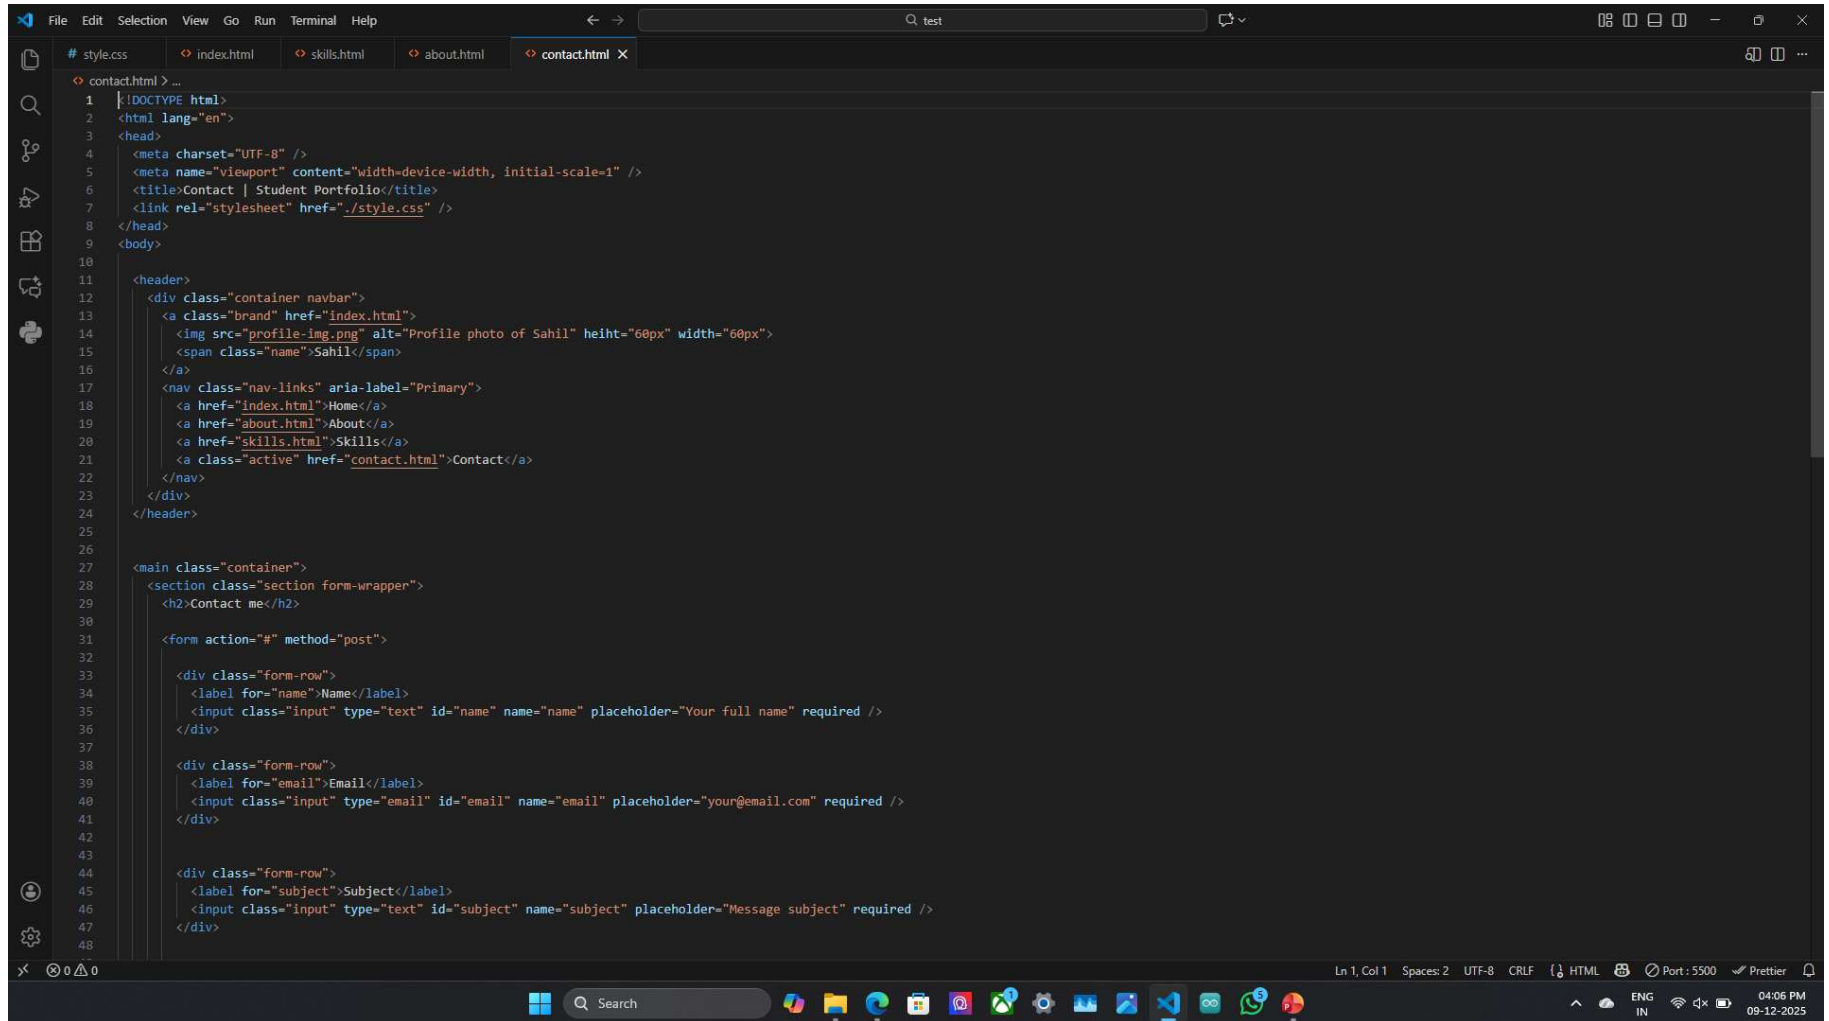 File Edit Selection View Go Run Terminal Help
test
# style.css
index.html
skills.html
about.html
contact.html
contact.html > ...
1 <!DOCTYPE html>
2 <html lang="en">
3 <head>
4 <meta charset="UTF-8" />
5 <meta name="viewport" content="width=device-width, initial-scale=1" />
6 <title>Contact | Student Portfolio</title>
7 <link rel="stylesheet" href="./style.css" />
8 </head>
9 <body>
10
11 <header>
12 <div class="container navbar">
13 <a class="brand" href="index.html">
14 <img src="profile-img.png" alt="Profile photo of Sahil" heiht="60px" width="60px">
15 <span class="name">Sahil</span>
16 </a>
17 <nav class="nav-links" aria-label="Primary">
18 <a href="index.html">Home</a>
19 <a href="about.html">About</a>
20 <a href="skills.html">Skills</a>
21 <a class="active" href="contact.html">Contact</a>
22 </nav>
23 </div>
24 </header>
25
26
27 <main class="container">
28 <section class="section form-wrapper">
29 <h2>Contact me</h2>
30
31 <form action="#" method="post">
32
33 <div class="form-row">
34 <label for="name">Name</label>
35 <input class="input" type="text" id="name" name="name" placeholder="Your full name" required />
36 </div>
37
38 <div class="form-row">
39 <label for="email">Email</label>
40 <input class="input" type="email" id="email" name="email" placeholder="your@email.com" required />
41 </div>
42
43
44 <div class="form-row">
45 <label for="subject">Subject</label>
46 <input class="input" type="text" id="subject" name="subject" placeholder="Message subject" required />
47 </div>
48
0 0
Ln 1, Col 1 Spaces: 2 UTF-8 CRLF HTML Port : 5500 Prettier
Search
1
5
ENG
IN
04:06 PM
09-12-2025